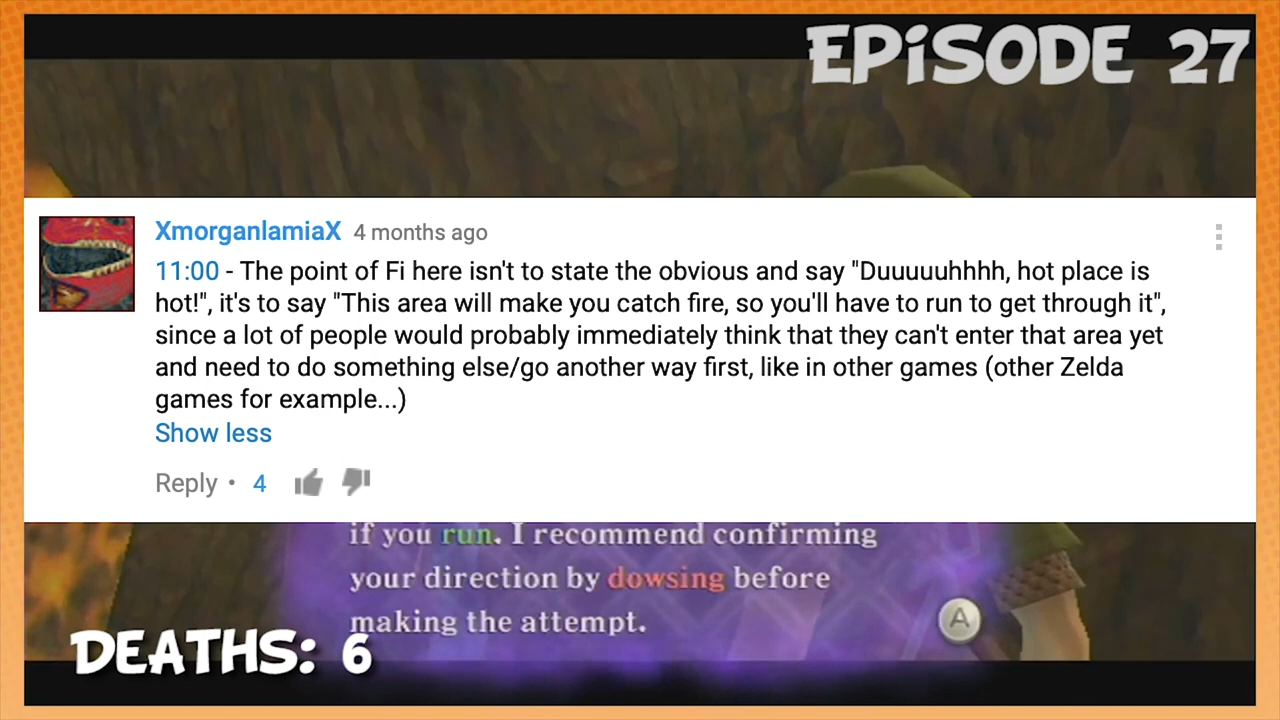 EPISODE 27
XmorganlamiaX 4 months ago
11:00 - The point of Fi here isn't to state the obvious and say "Duuuuuhhhh, hot place is
hot!", it's to say "This area will make you catch fire, so you'll have to run to get through it",
since a lot of people would probably immediately think that they can't enter that area yet
and need to do something else/go another way first, like in other games (other Zelda
games for example...)
Show less
Reply • 4
if you run. I recommend confirming
your direction by dowsing before
making the attempt.
A
DEATHS: 6